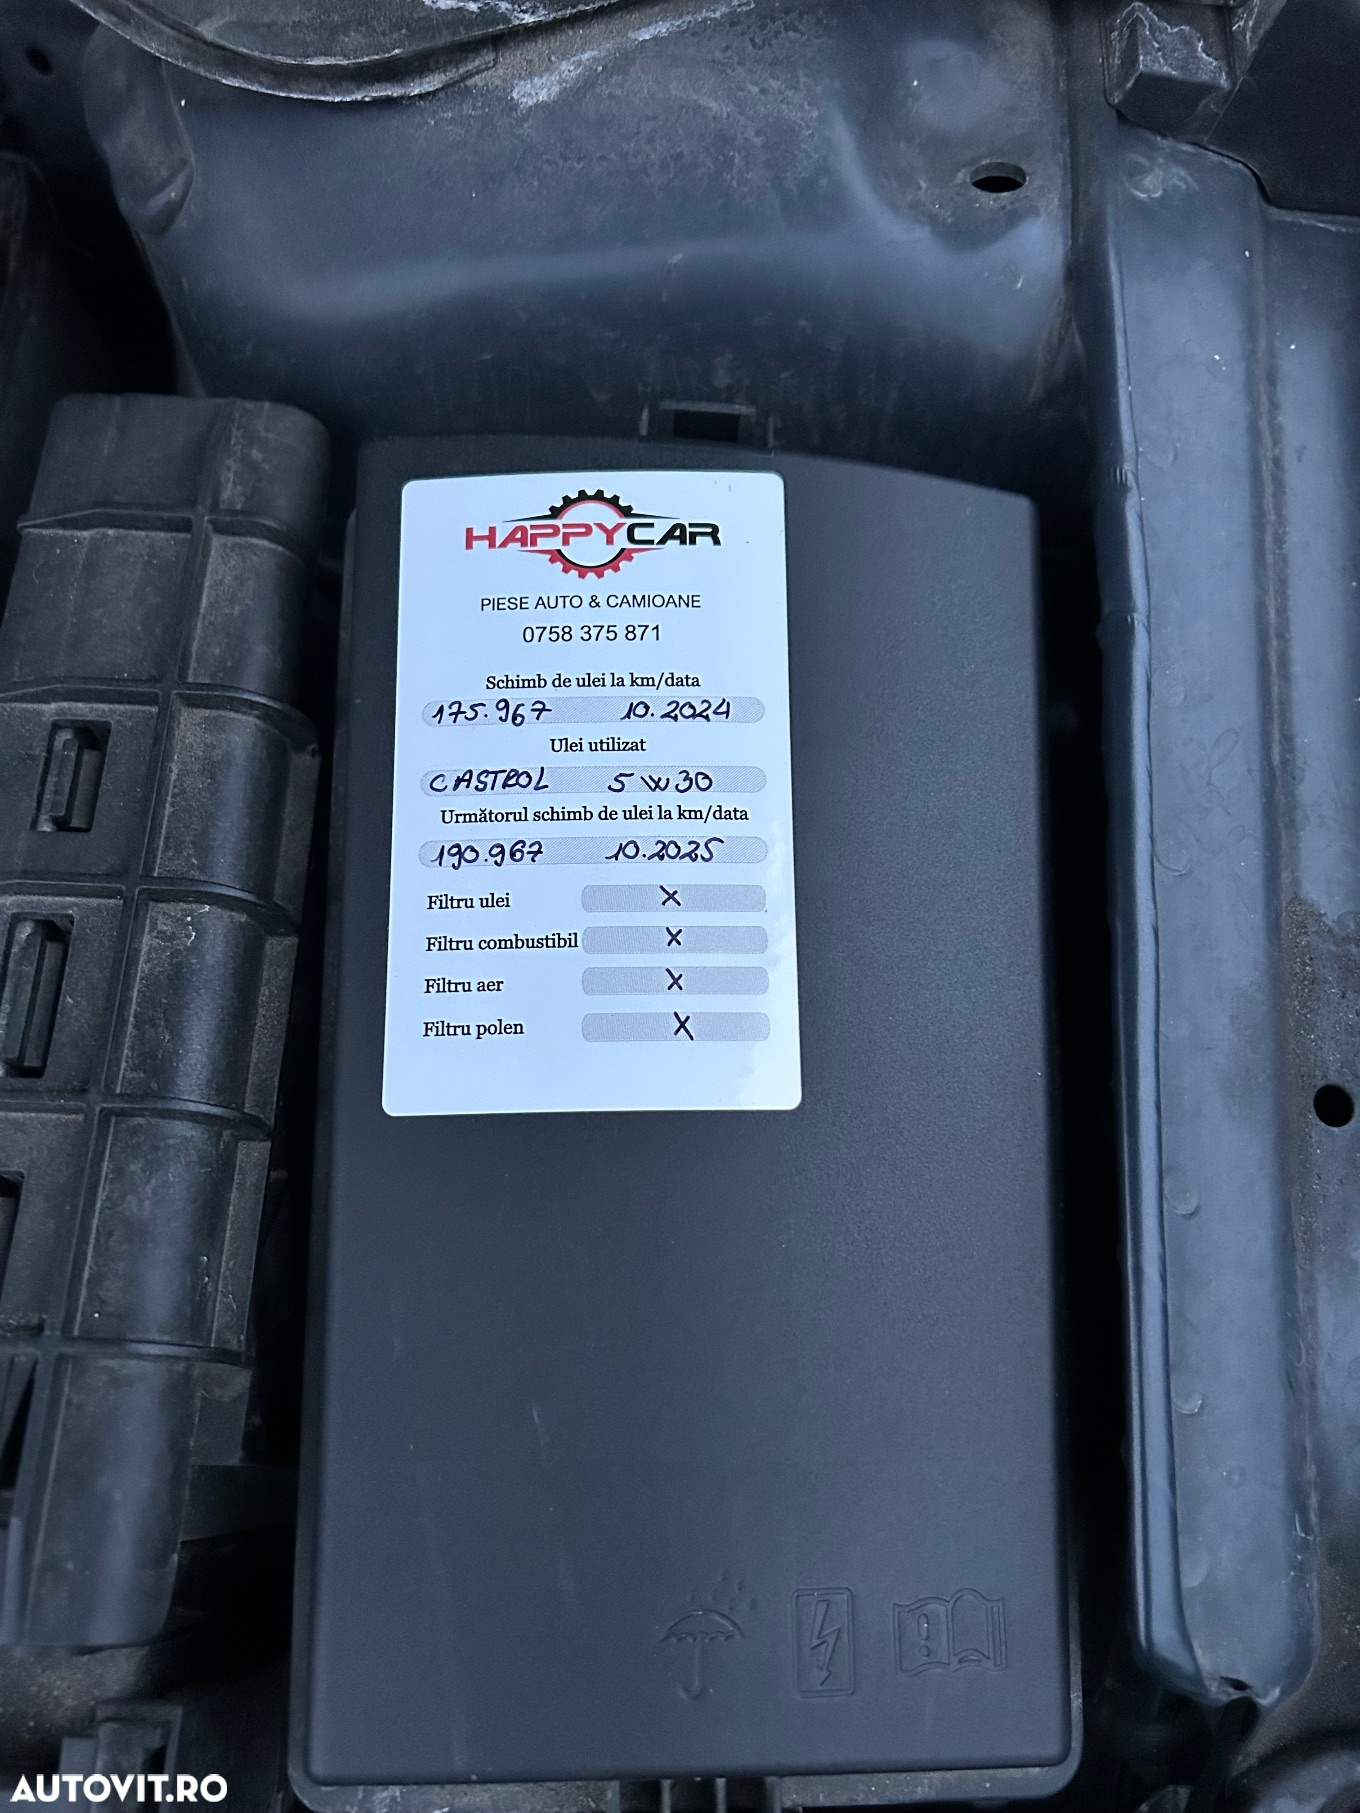 HAPPYCAR
PIESE AUTO & CAMIOANE
0758 375 871
Schimb de ulei la km/data
175.967 10.2024
Ulei utilizat
CASTROL 5W30
Următorul schimb de ulei la km/data
190.967 10.2025
Filtru ulei X
Filtru combustibil X
Filtru aer X
Filtru polen X
AUTOVIT.RO